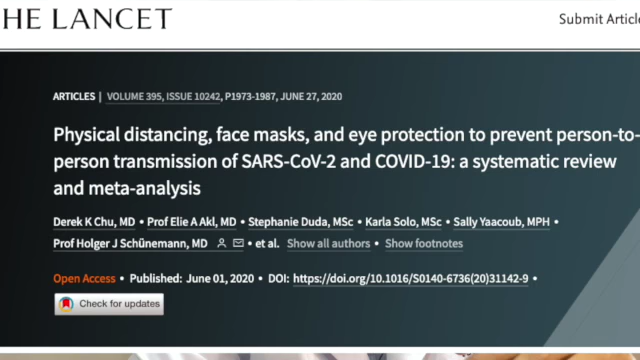 HE LANCET
Submit Article
ARTICLES | VOLUME 395, ISSUE 10242, P1973-1987, JUNE 27, 2020
Physical distancing, face masks, and eye protection to prevent person-to-
person transmission of SARS-CoV-2 and COVID-19: a systematic review
and meta-analysis
Derek K Chu, MD • Prof Elie A Akl, MD • Stephanie Duda, MSc • Karla Solo, MSc • Sally Yaacoub, MPH •
Prof Holger J Schünemann, MD • et al. Show all authors • Show footnotes
Open Access • Published: June 01, 2020 • DOI: https://doi.org/10.1016/S0140-6736(20)31142-9 •
Check for updates